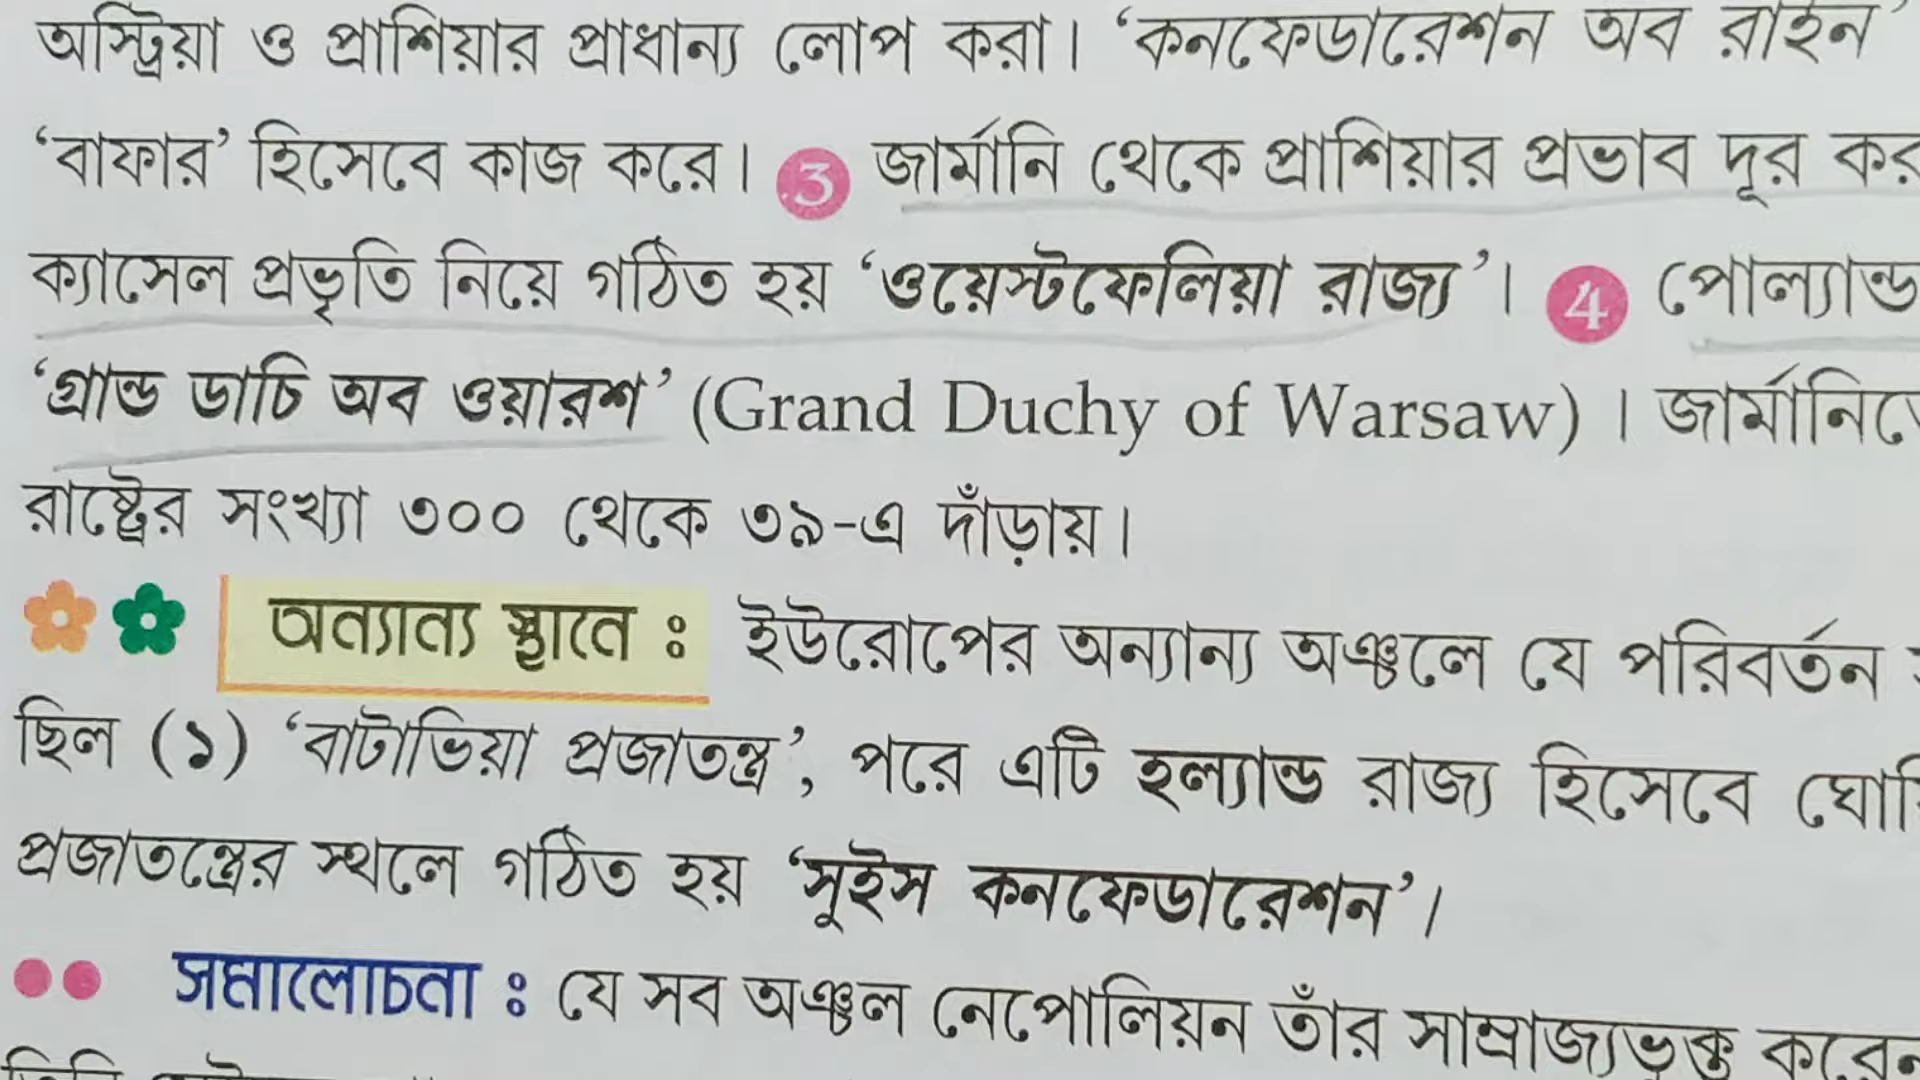 অস্ট্রিয়া ও প্রাশিয়ার প্রাধান্য লোপ করা। ‘কনফেডারেশন অব রাইন’
‘বাফার’ হিসেবে কাজ করে। 3 জার্মানি থেকে প্রাশিয়ার প্রভাব দূর কর
ক্যাসেল প্রভৃতি নিয়ে গঠিত হয় ‘ওয়েস্টফেলিয়া রাজ্য’। 4 পোল্যান্ড
‘গ্রান্ড ডাচি অব ওয়ারশ’ (Grand Duchy of Warsaw) । জার্মানিতে
রাষ্ট্রের সংখ্যা ৩০০ থেকে ৩৯-এ দাঁড়ায়।
অন্যান্য স্থানে : ইউরোপের অন্যান্য অঞ্চলে যে পরিবর্তন
ছিল (১) ‘বাটাভিয়া প্রজাতন্ত্র’, পরে এটি হল্যান্ড রাজ্য হিসেবে
প্রজাতন্ত্রের স্থলে গঠিত হয় ‘সুইস কনফেডারেশন’।
সমালোচনা : যে সব অঞ্চল নেপোলিয়ন তাঁর সাম্রাজ্যভুক্ত করেন